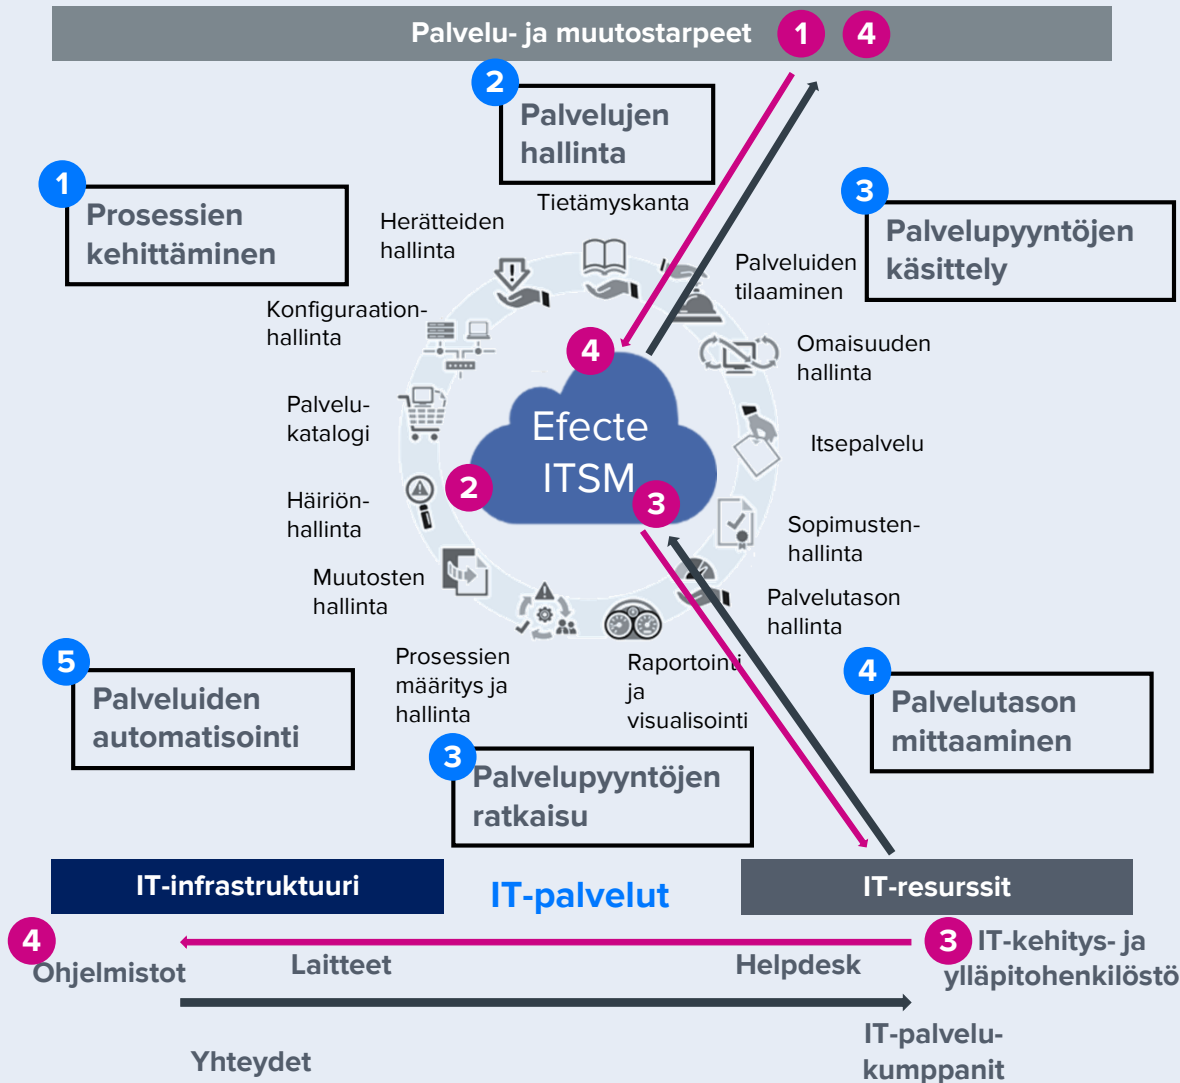 Palvelu- ja muutostarpeet 1 4
2
Palvelujen
hallinta
1
Prosessien
kehittäminen
3
Palvelupyyntöjen
käsittely
Tietämyskanta
Herätteiden
hallinta
Palveluiden
tilaaminen
Konfiguraation-
hallinta
Omaisuuden
hallinta
4
Palvelu-
katalogi
Efecte
ITSM
Itsepalvelu
2
3
Häiriön-
hallinta
Sopimusten-
hallinta
Muutosten
hallinta
Palvelutason
hallinta
Prosessien
määritys ja
hallinta
Raportointi
ja
visualisointi
5
Palveluiden
automatisointi
4
Palvelutason
mittaaminen
3
Palvelupyyntöjen
ratkaisu
IT-infrastruktuuri
IT-palvelut
IT-resurssit
4
Ohjelmistot
Laitteet
Helpdesk
3
IT-kehitys- ja
ylläpitohenkilöstö
Yhteydet
IT-palvelu-
kumppanit